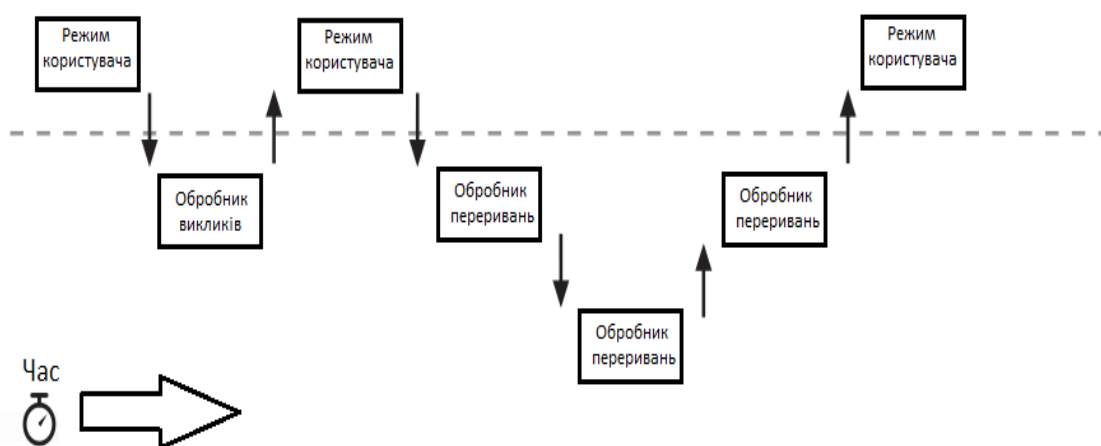 Режим
користувача
Режим
користувача
Режим
користувача
Обробник
викликів
Обробник
переривань
Обробник
переривань
Обробник
переривань
Час